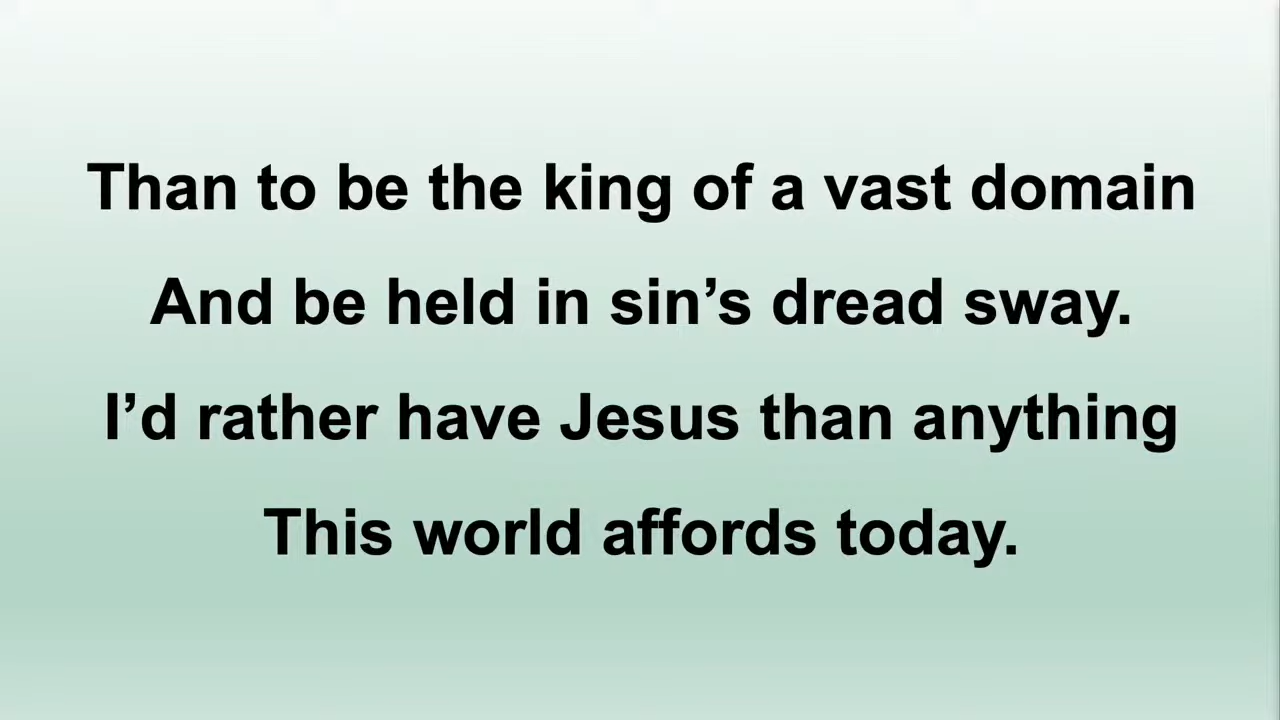 Than to be the king of a vast domain
And be held in sin’s dread sway.
I’d rather have Jesus than anything
This world affords today.